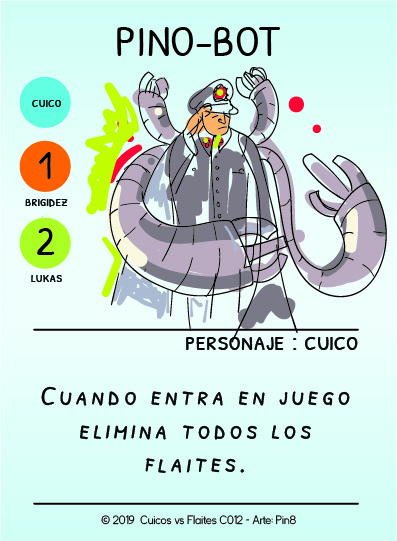 PINO-BOT
CUICO
1
BRIGIDEZ
2
LUKAS
PERSONAJE : CUICO
CUANDO ENTRA EN JUEGO
ELIMINA TODOS LOS
FLAITES.
© 2019 Cuicos vs Flaites C012 - Arte: Pin8